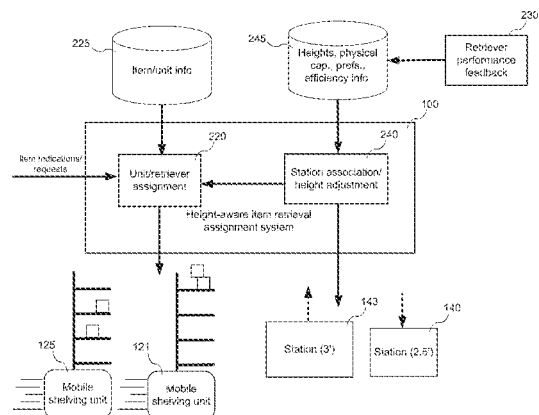 225
Item/unit info
245
Heights, physical
cap., prefs.,
efficiency info
230
Retriever
performance
feedback
100
Item indications/
requests
220
Unit/retriever
assignment
240
Station association/
height adjustment
Height-aware item retrieval
assignment system
125
Mobile
shelving unit
121
Mobile
shelving unit
143
Station (3')
140
Station (2.5')